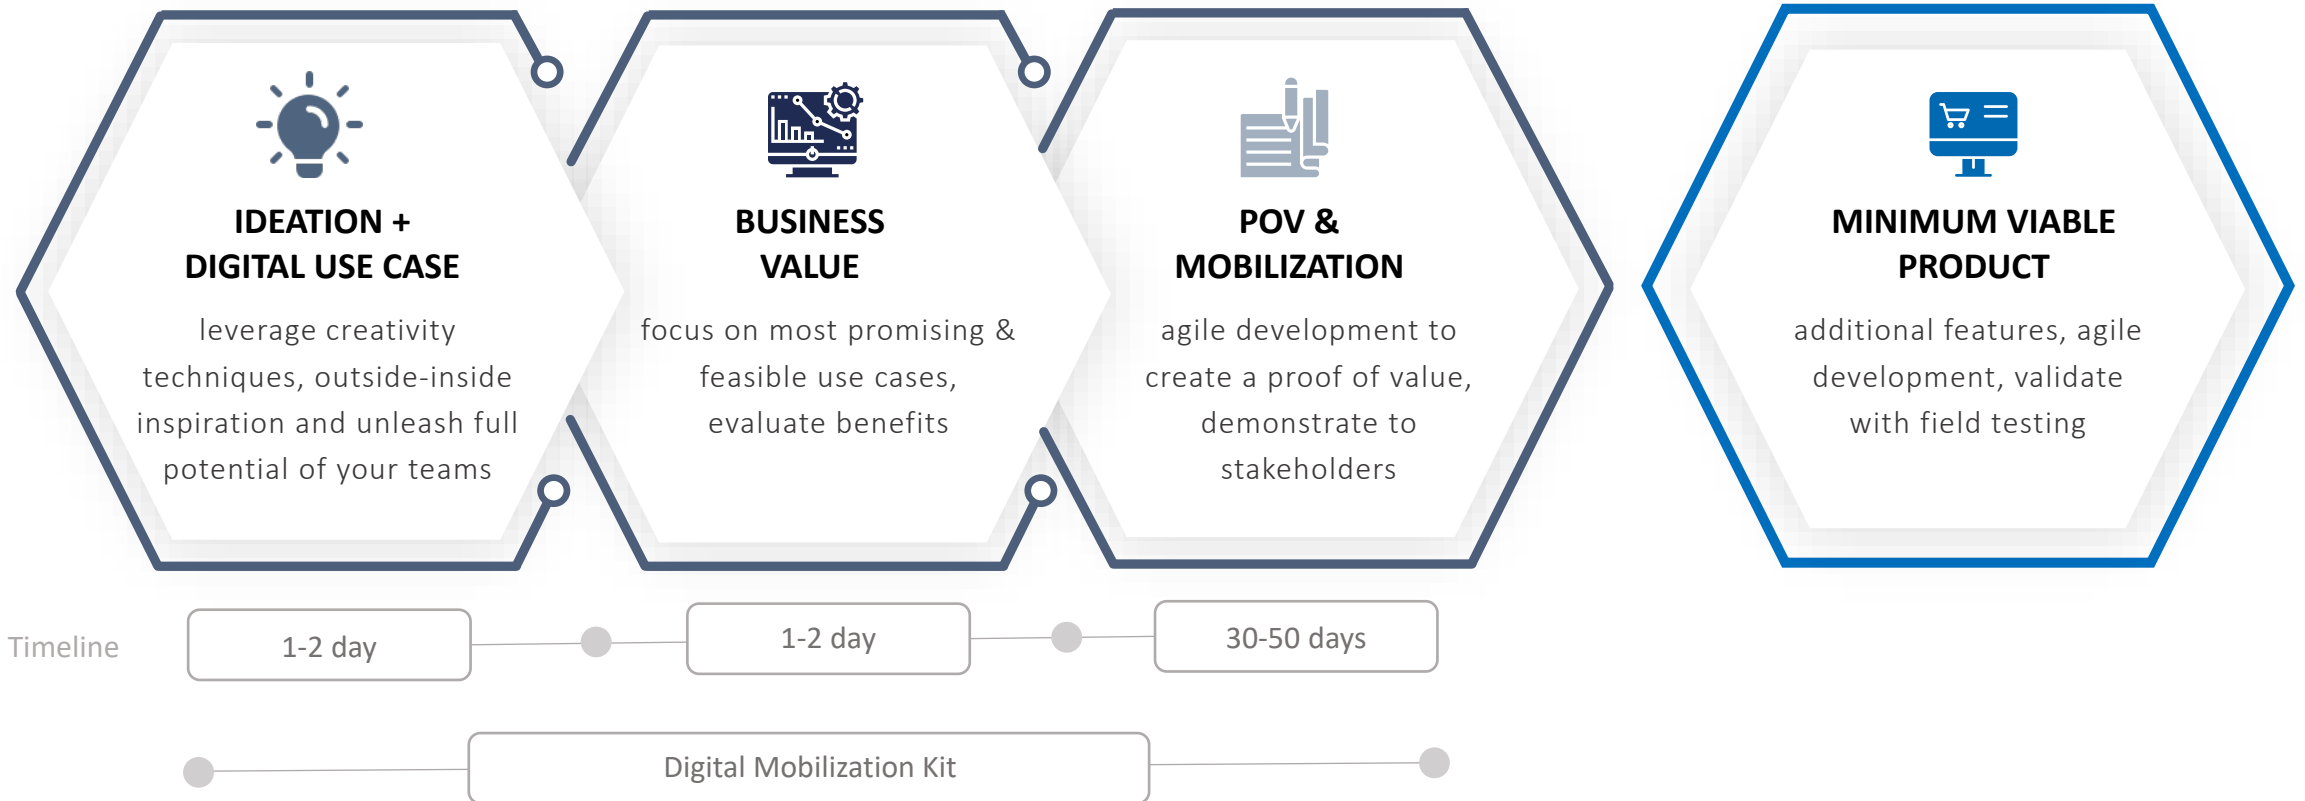 IDEATION +
DIGITAL USE CASE
leverage creativity
techniques, outside-inside
inspiration and unleash full
potential of your teams
BUSINESS
VALUE
focus on most promising &
feasible use cases,
evaluate benefits
POV &
MOBILIZATION
agile development to
create a proof of value,
demonstrate to
stakeholders
MINIMUM VIABLE
PRODUCT
additional features, agile
development, validate
with field testing
Timeline
1-2 day
1-2 day
30-50 days
Digital Mobilization Kit